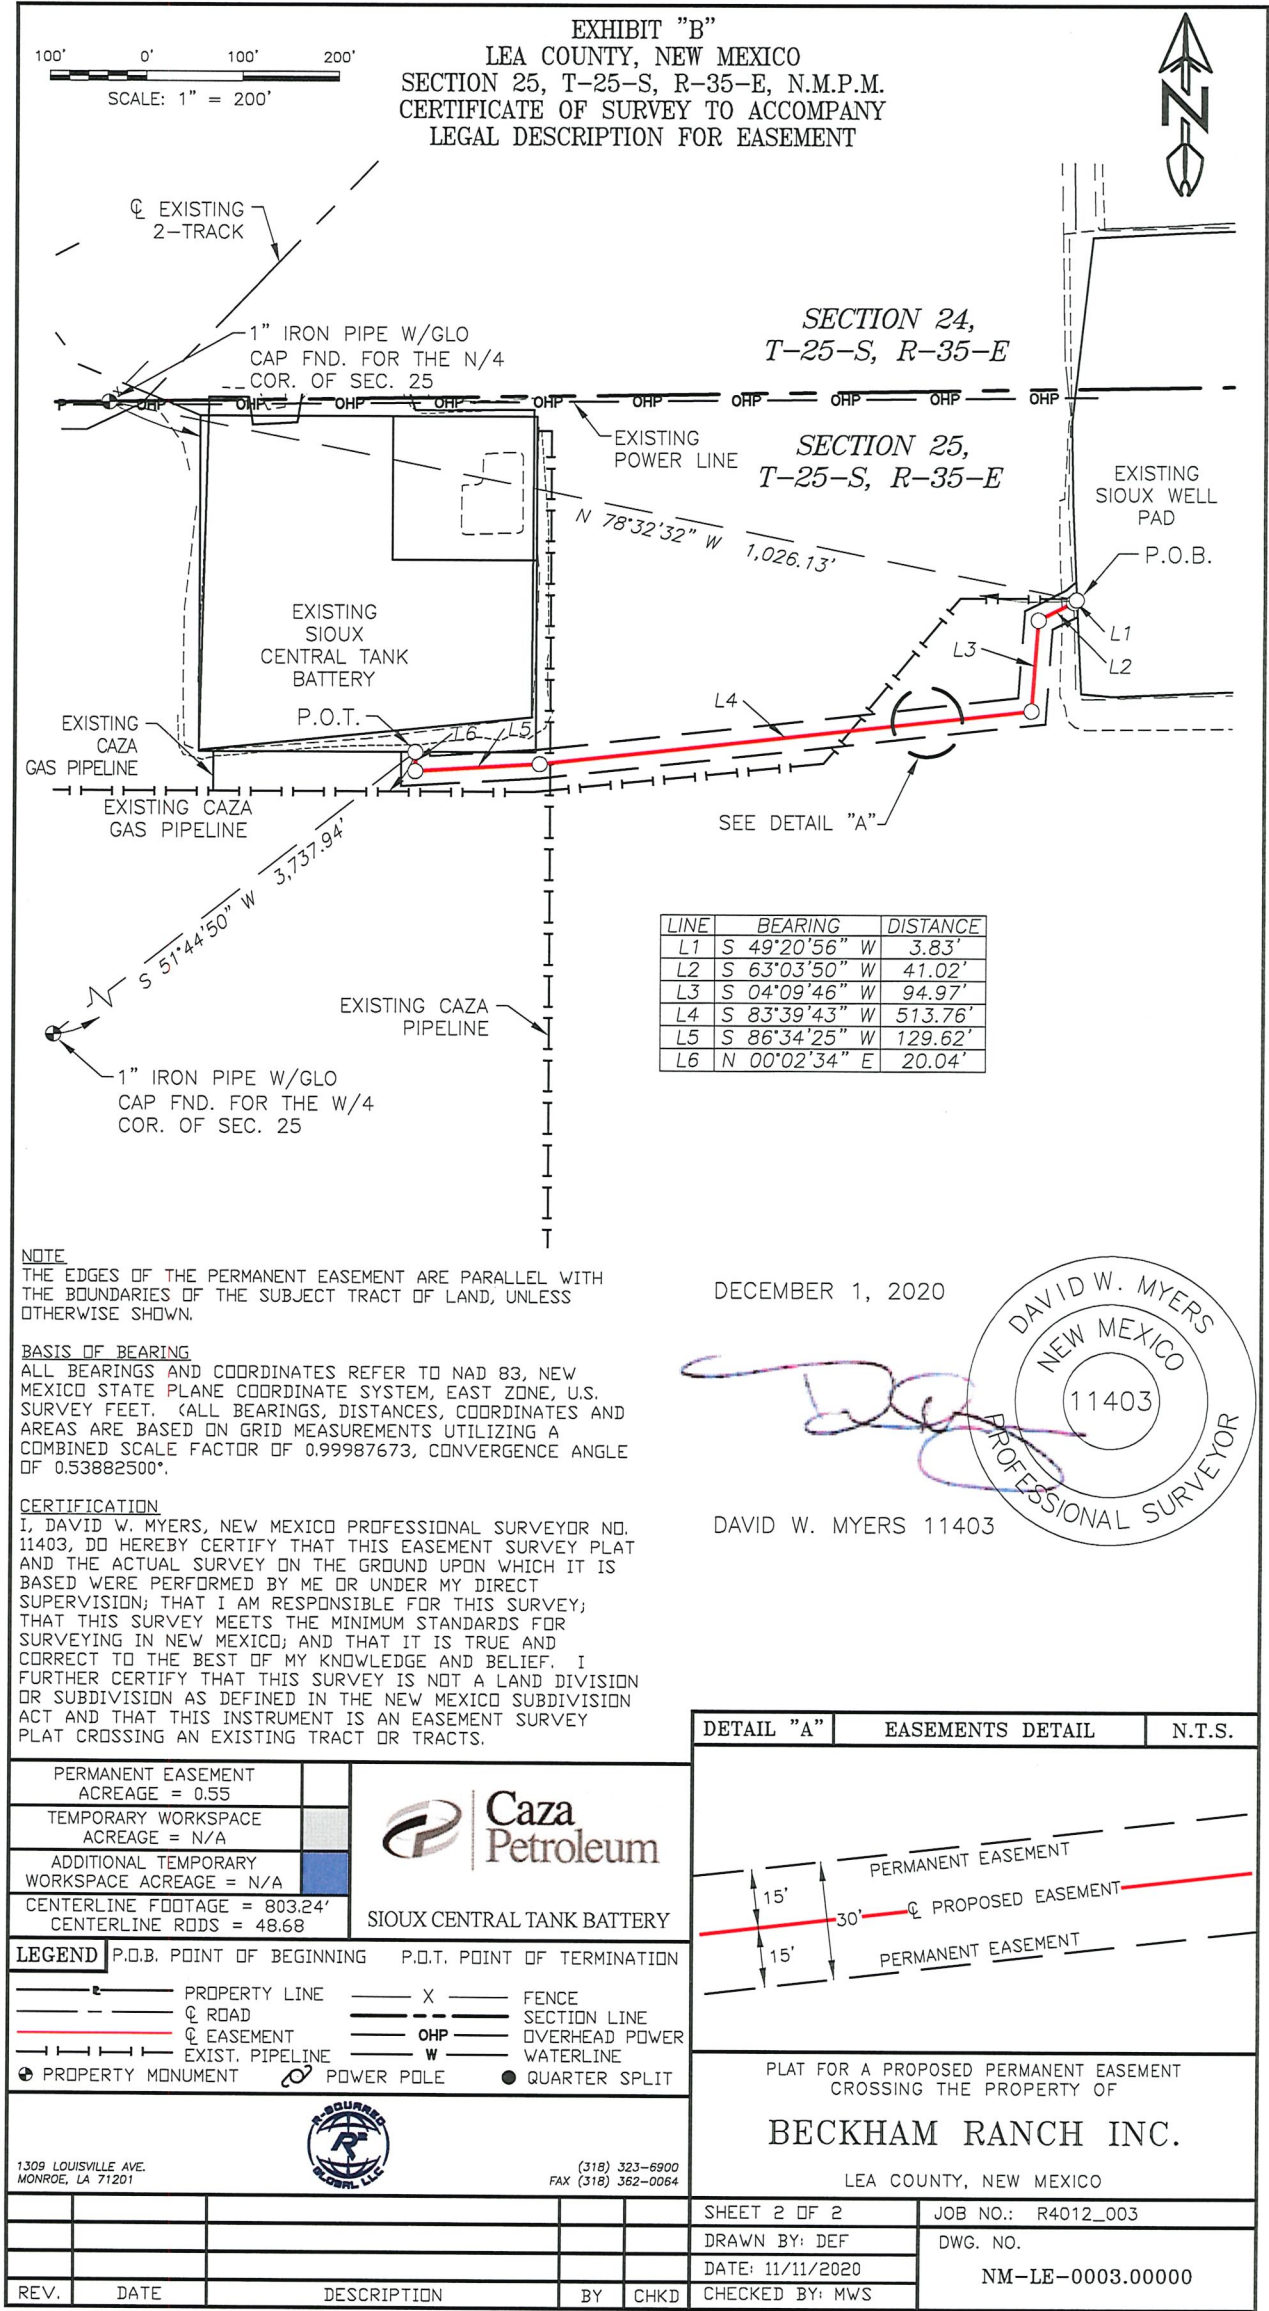 EXHIBIT "B"
LEA COUNTY, NEW MEXICO
SECTION 25, T-25-S, R-35-E, N.M.P.M.
CERTIFICATE OF SURVEY TO ACCOMPANY
LEGAL DESCRIPTION FOR EASEMENT
100' 0' 100' 200'
SCALE: 1" = 200'
N
℄ EXISTING
2-TRACK
1" IRON PIPE W/GLO
CAP FND. FOR THE N/4
COR. OF SEC. 25
SECTION 24,
T-25-S, R-35-E
P OHP OHP OHP OHP OHP OHP OHP OHP OHP OHP
EXISTING
POWER LINE
SECTION 25,
T-25-S, R-35-E
EXISTING
SIOUX WELL
PAD
P.O.B.
N 78°32'32" W 1,026.13'
EXISTING
SIOUX
CENTRAL TANK
BATTERY
L1
L2
L3
L4
P.O.T.
L6
L5
EXISTING
CAZA
GAS PIPELINE
EXISTING CAZA
GAS PIPELINE
SEE DETAIL "A"
S 51°44'50" W 3,737.94'
EXISTING CAZA
PIPELINE
1" IRON PIPE W/GLO
CAP FND. FOR THE W/4
COR. OF SEC. 25
LINE BEARING DISTANCE
L1 S 49°20'56" W 3.83'
L2 S 63°03'50" W 41.02'
L3 S 04°09'46" W 94.97'
L4 S 83°39'43" W 513.76'
L5 S 86°34'25" W 129.62'
L6 N 00°02'34" E 20.04'
NOTE
THE EDGES OF THE PERMANENT EASEMENT ARE PARALLEL WITH
THE BOUNDARIES OF THE SUBJECT TRACT OF LAND, UNLESS
OTHERWISE SHOWN.
BASIS OF BEARING
ALL BEARINGS AND COORDINATES REFER TO NAD 83, NEW
MEXICO STATE PLANE COORDINATE SYSTEM, EAST ZONE, U.S.
SURVEY FEET. (ALL BEARINGS, DISTANCES, COORDINATES AND
AREAS ARE BASED ON GRID MEASUREMENTS UTILIZING A
COMBINED SCALE FACTOR OF 0.99987673, CONVERGENCE ANGLE
OF 0.53882500°.
CERTIFICATION
I, DAVID W. MYERS, NEW MEXICO PROFESSIONAL SURVEYOR NO.
11403, DO HEREBY CERTIFY THAT THIS EASEMENT SURVEY PLAT
AND THE ACTUAL SURVEY ON THE GROUND UPON WHICH IT IS
BASED WERE PERFORMED BY ME OR UNDER MY DIRECT
SUPERVISION; THAT I AM RESPONSIBLE FOR THIS SURVEY;
THAT THIS SURVEY MEETS THE MINIMUM STANDARDS FOR
SURVEYING IN NEW MEXICO; AND THAT IT IS TRUE AND
CORRECT TO THE BEST OF MY KNOWLEDGE AND BELIEF. I
FURTHER CERTIFY THAT THIS SURVEY IS NOT A LAND DIVISION
OR SUBDIVISION AS DEFINED IN THE NEW MEXICO SUBDIVISION
ACT AND THAT THIS INSTRUMENT IS AN EASEMENT SURVEY
PLAT CROSSING AN EXISTING TRACT OR TRACTS.
DECEMBER 1, 2020
DAVID W. MYERS
NEW MEXICO
11403
PROFESSIONAL SURVEYOR
DAVID W. MYERS 11403
DETAIL "A" EASEMENTS DETAIL N.T.S.
PERMANENT EASEMENT
15'
30' ℄ PROPOSED EASEMENT
15'
PERMANENT EASEMENT
PERMANENT EASEMENT
ACREAGE = 0.55
TEMPORARY WORKSPACE
ACREAGE = N/A
ADDITIONAL TEMPORARY
WORKSPACE ACREAGE = N/A
CENTERLINE FOOTAGE = 803.24'
CENTERLINE RODS = 48.68
Caza
Petroleum
SIOUX CENTRAL TANK BATTERY
LEGEND P.O.B. POINT OF BEGINNING P.O.T. POINT OF TERMINATION
PROPERTY LINE X FENCE
℄ ROAD SECTION LINE
℄ EASEMENT OHP OVERHEAD POWER
EXIST. PIPELINE W WATERLINE
PROPERTY MONUMENT POWER POLE QUARTER SPLIT
R-SQUARED
R²
GLOBAL, LLC
1309 LOUISVILLE AVE.
MONROE, LA 71201
(318) 323-6900
FAX (318) 362-0064
PLAT FOR A PROPOSED PERMANENT EASEMENT
CROSSING THE PROPERTY OF
BECKHAM RANCH INC.
LEA COUNTY, NEW MEXICO
REV. DATE DESCRIPTION BY CHKD
SHEET 2 OF 2
DRAWN BY: DEF
DATE: 11/11/2020
CHECKED BY: MWS
JOB NO.: R4012_003
DWG. NO.
NM-LE-0003.00000